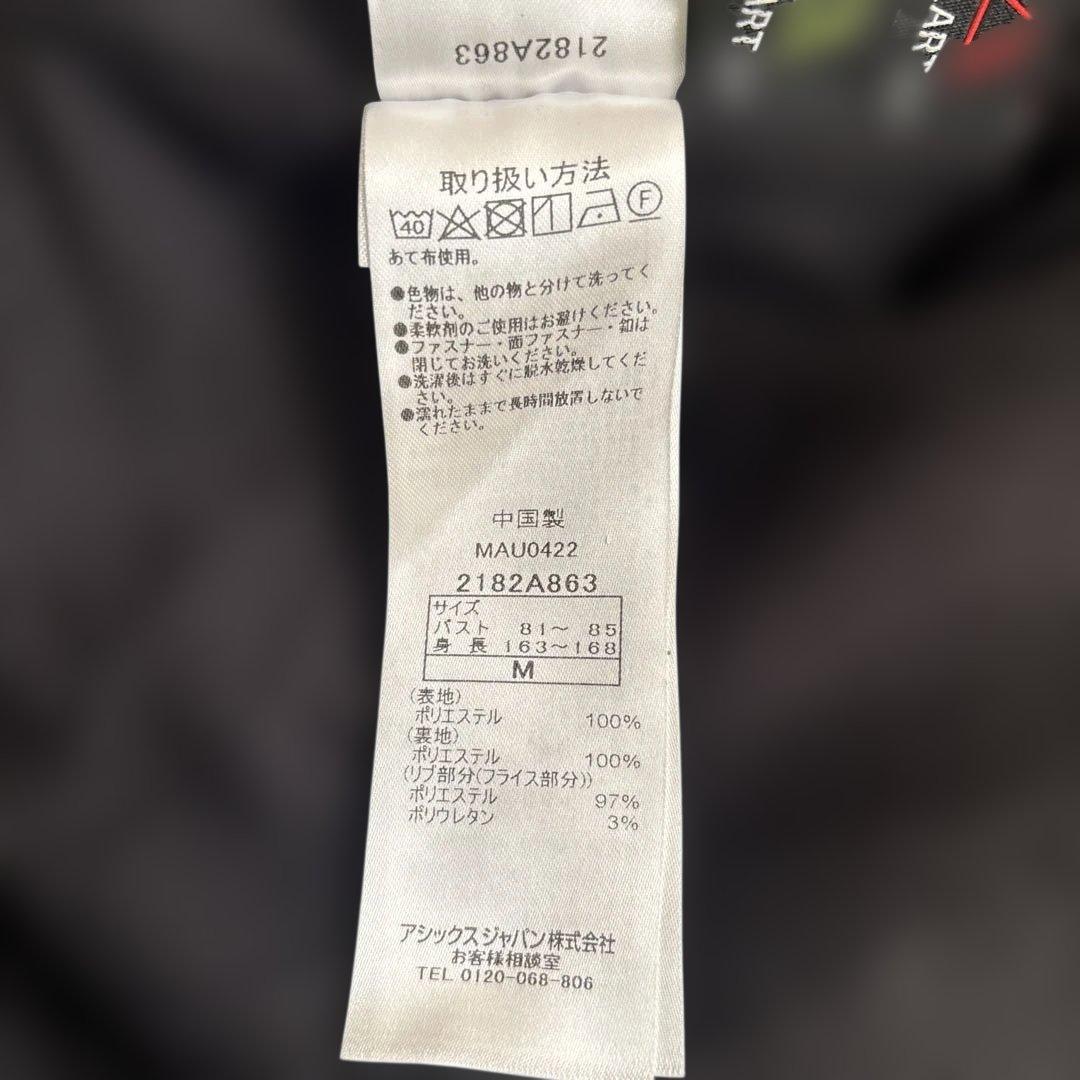 2182A863
ART
ART
取り扱い方法
40
F
あて布使用。
●色物は、他の物と分けて洗ってく
ださい。
●柔軟剤のご使用はお避けください。
●ファスナー・面ファスナー・釦は
閉じてお洗いください。
●洗濯後はすぐに脱水乾燥してくだ
さい。
●濡れたままで長時間放置しないで
ください。
中国製
MAU0422
2182A863
サイズ
バスト 81～ 85
身 長 163～168
M
(表地)
ポリエステル 100%
(裏地)
ポリエステル 100%
(リブ部分(フライス部分))
ポリエステル 97%
ポリウレタン 3%
アシックスジャパン株式会社
お客様相談室
TEL 0120-068-806